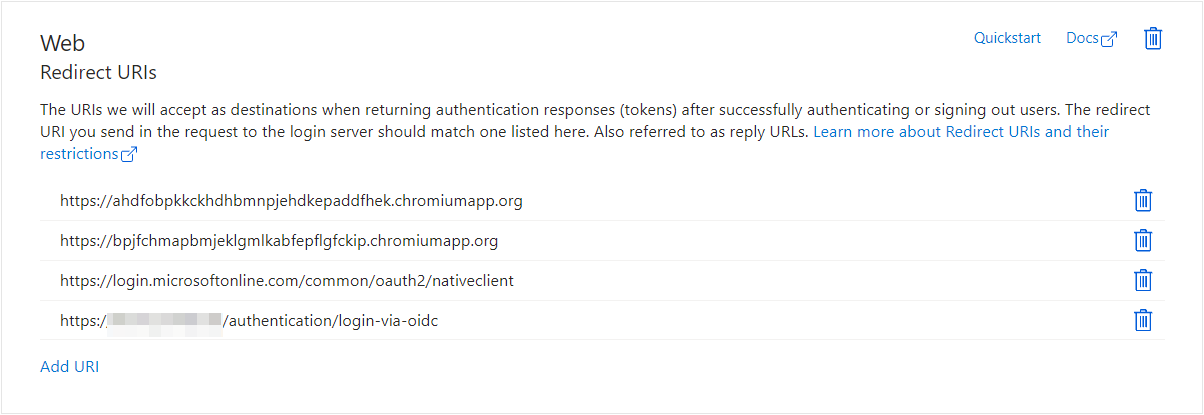 Web
Quickstart
Docs
Redirect URIs
The URIs we will accept as destinations when returning authentication responses (tokens) after successfully authenticating or signing out users. The redirect
URI you send in the request to the login server should match one listed here. Also referred to as reply URLs. Learn more about Redirect URIs and their
restrictions
https://ahdfobpkkckhdhbmnpjehdkepaddfhek.chromiumapp.org
https://bpjfchmapbmjeklgmlkabfepflgfckip.chromiumapp.org
https://login.microsoftonline.com/common/oauth2/nativeclient
https:/ /authentication/login-via-oidc
Add URI